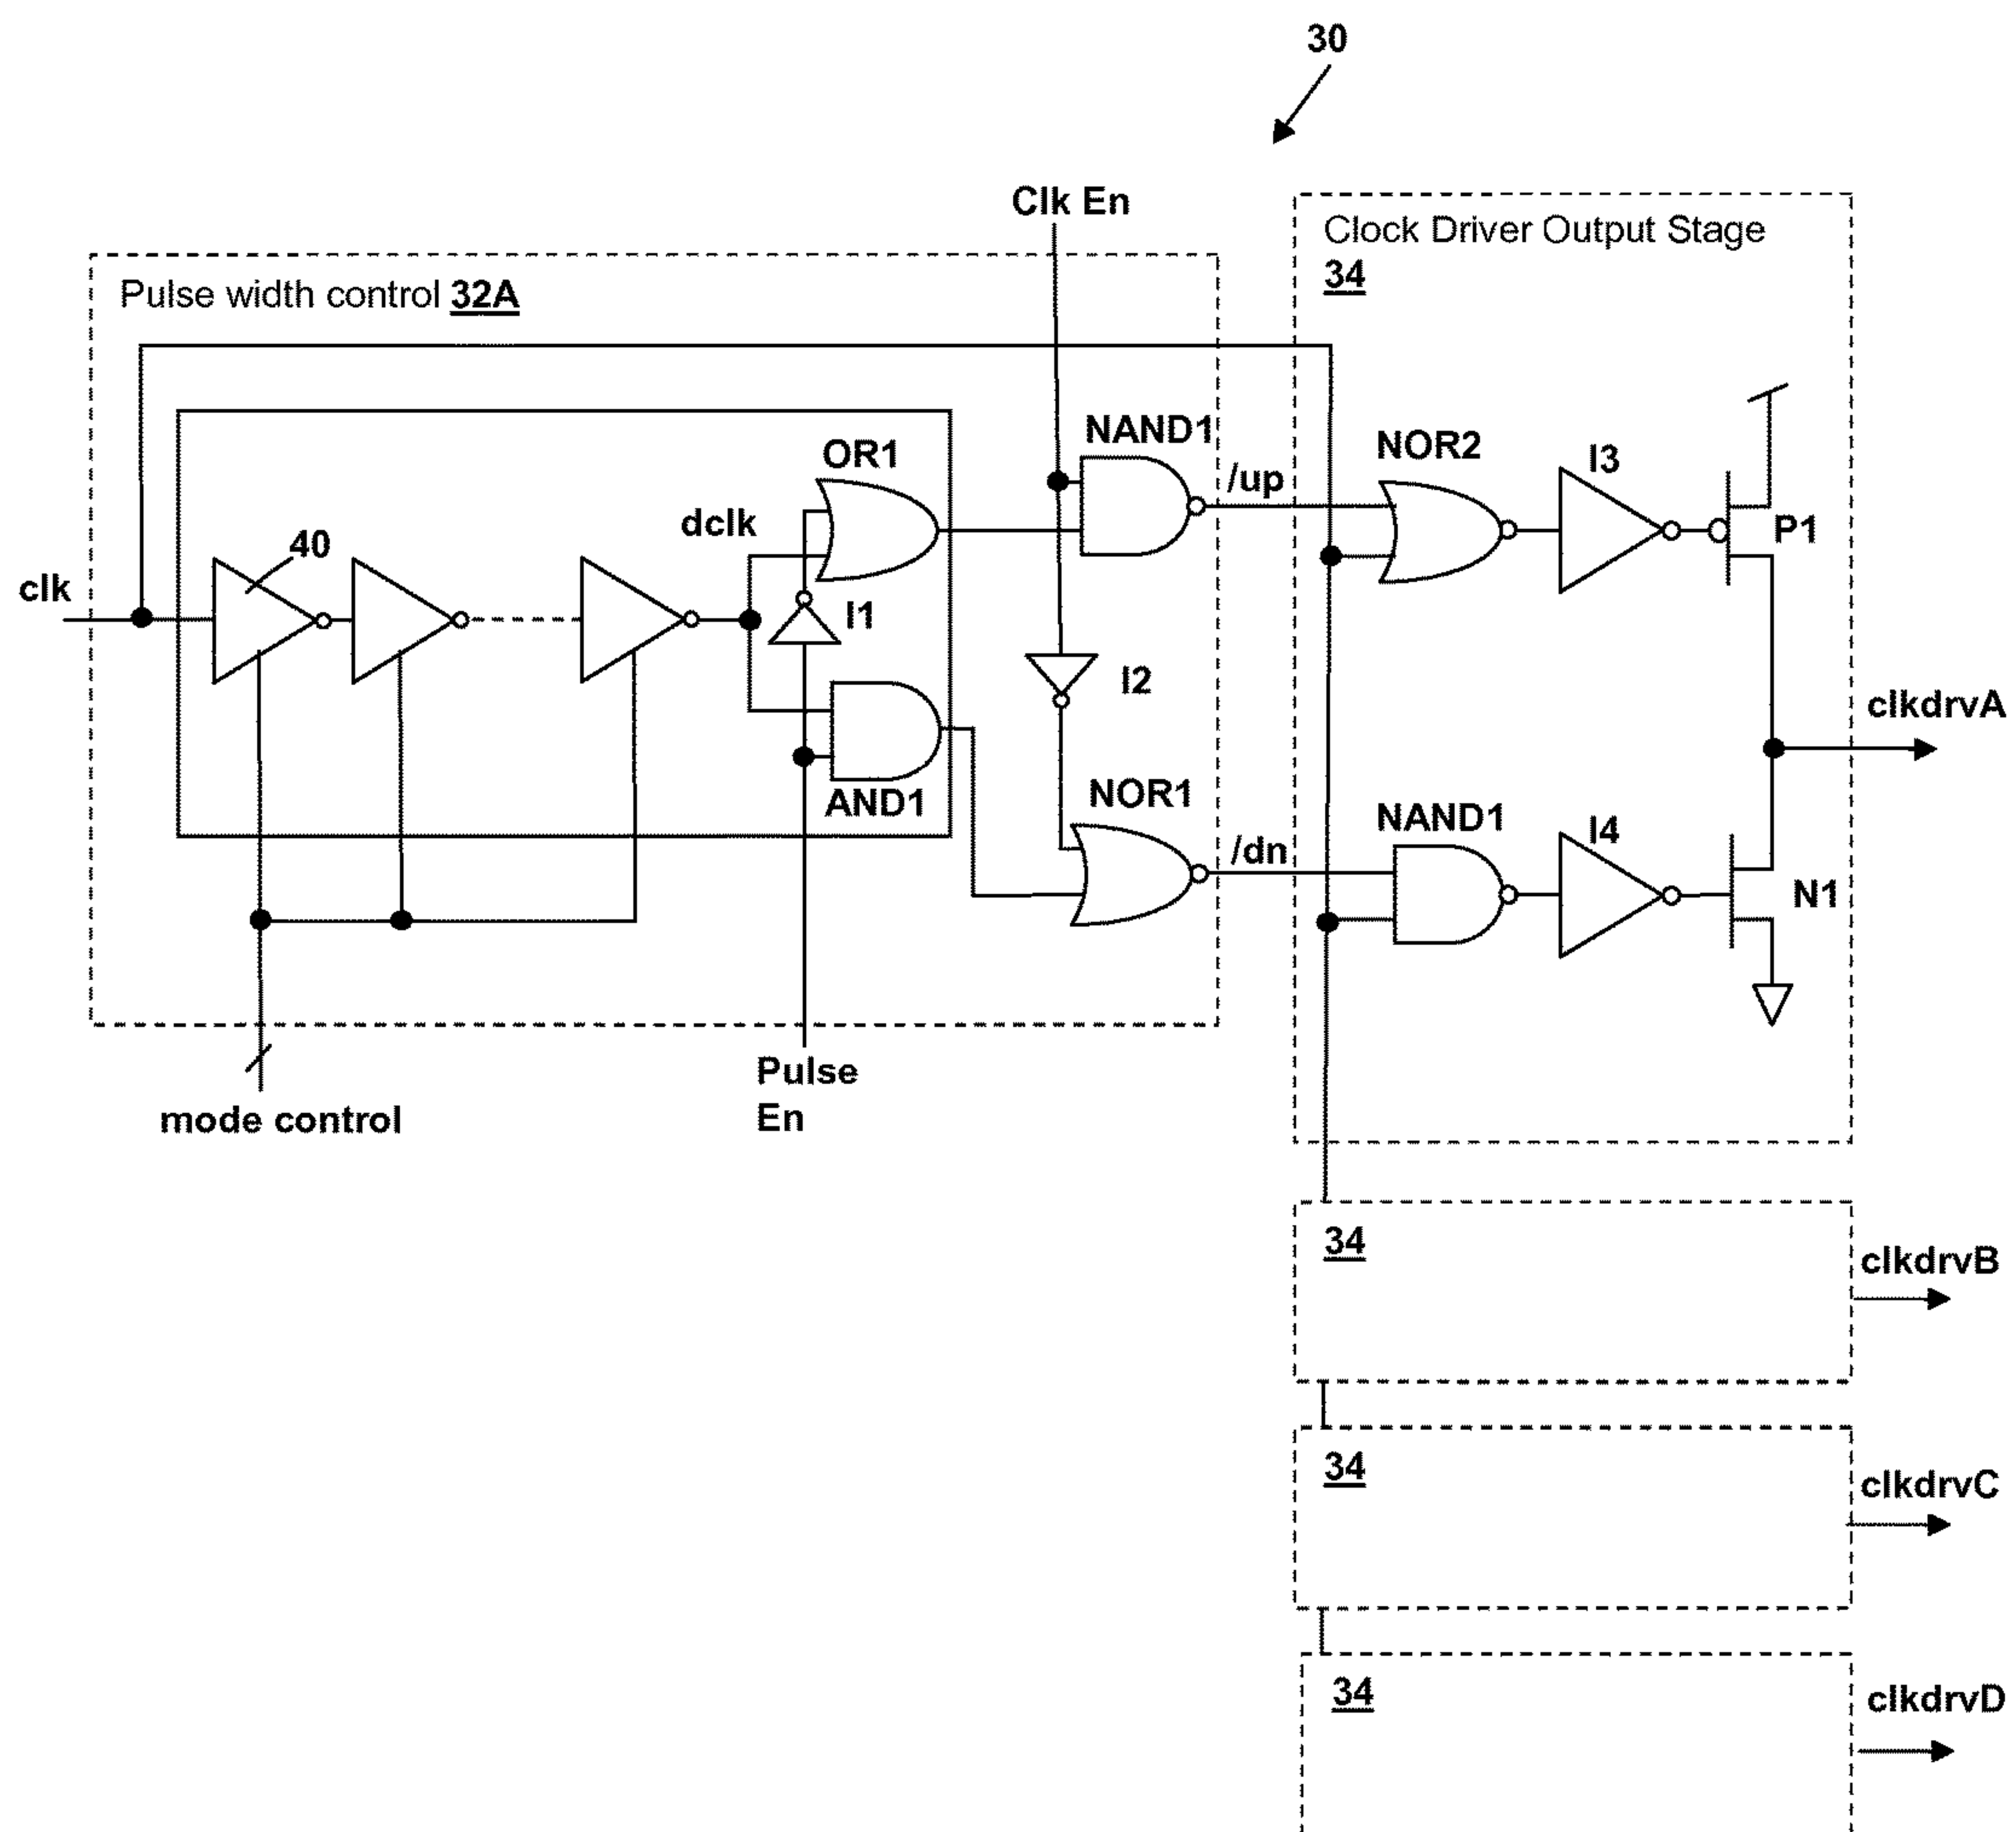 30
Clk En
Clock Driver Output Stage
34
Pulse width control 32A
NAND1
OR1
/up
NOR2
I3
dclk
P1
40
clk
I1
I2
clkdrvA
AND1
NOR1
NAND1
I4
/dn
N1
Pulse
En
mode control
34
clkdrvB
34
clkdrvC
34
clkdrvD